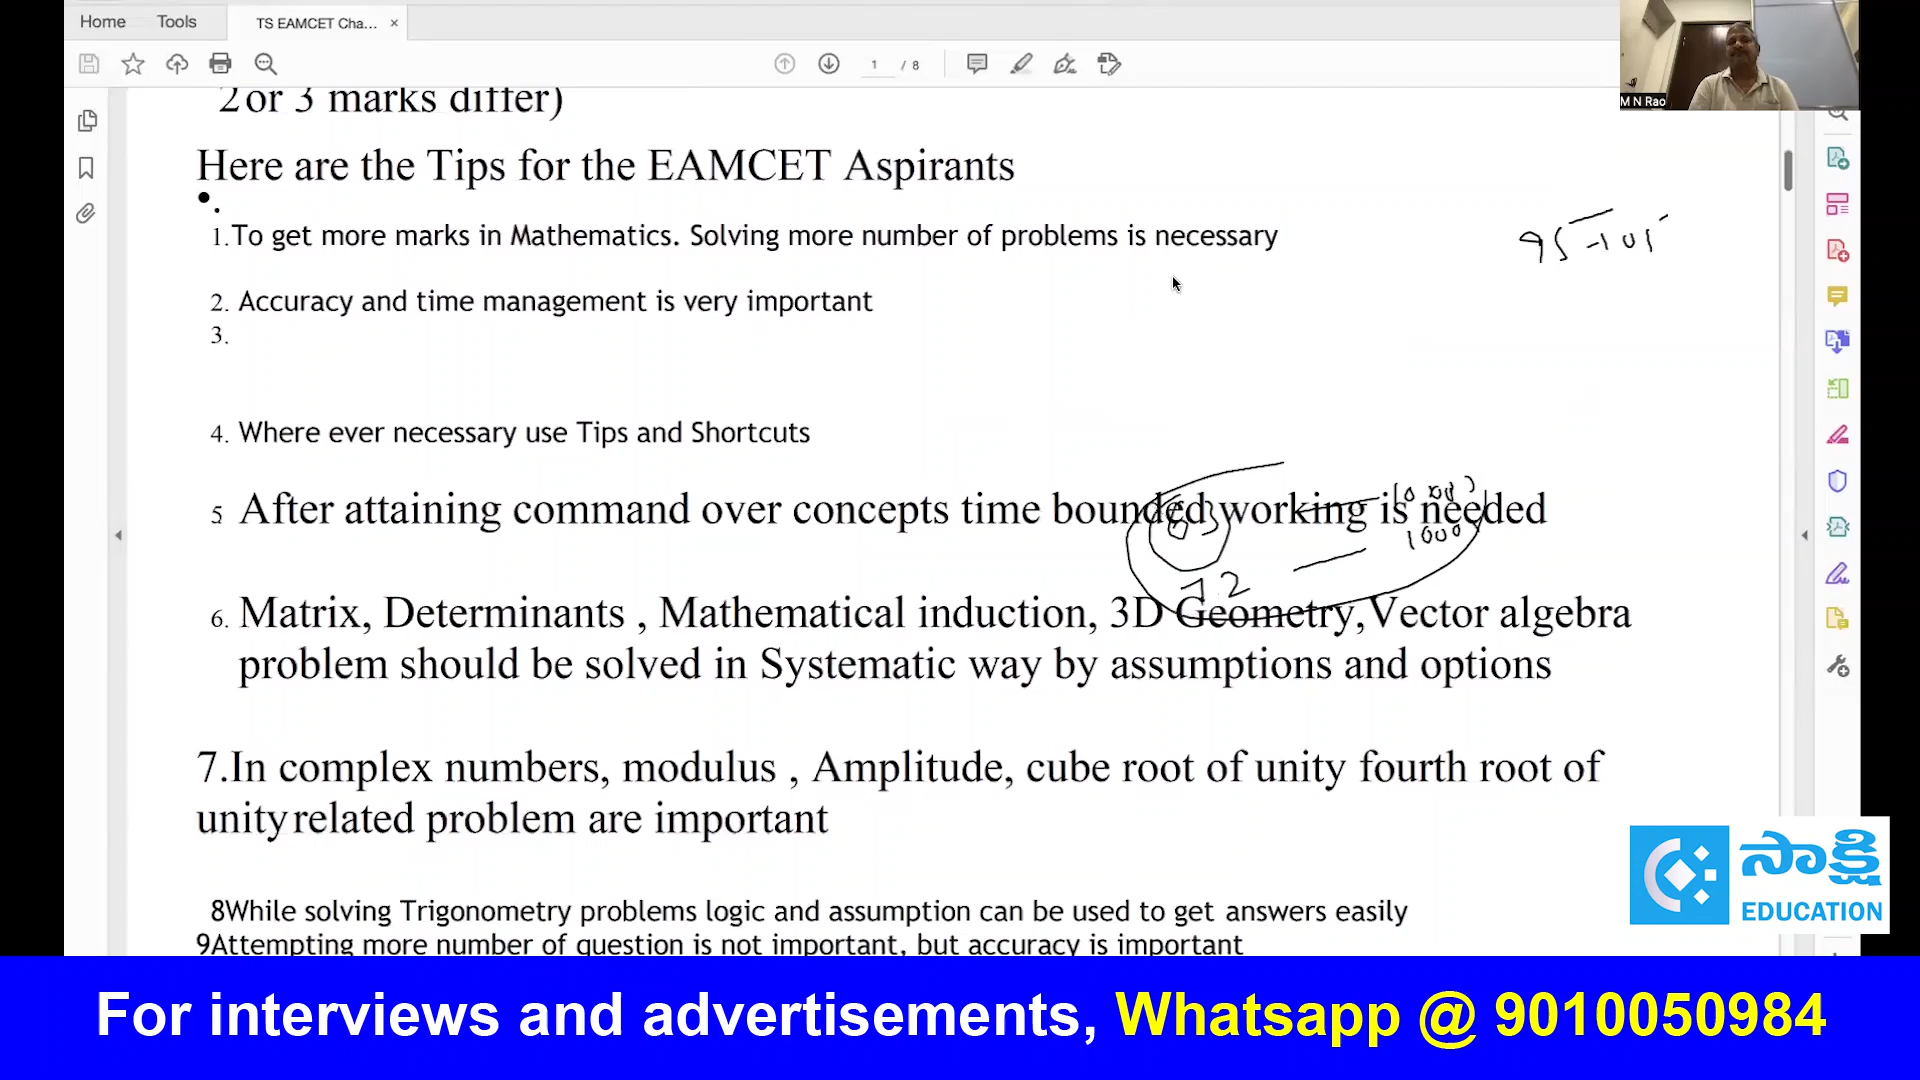 Home Tools TS EAMCET Cha... ×
1 / 8
M N Rao
2 or 3 marks differ)
Here are the Tips for the EAMCET Aspirants
• .
1. To get more marks in Mathematics. Solving more number of problems is necessary
95 - 105
2. Accuracy and time management is very important
3.
4. Where ever necessary use Tips and Shortcuts
5 After attaining command over concepts time bounded working is needed
63
1000
72
6. Matrix, Determinants , Mathematical induction, 3D Geometry,Vector algebra
problem should be solved in Systematic way by assumptions and options
7.In complex numbers, modulus , Amplitude, cube root of unity fourth root of
unity related problem are important
8While solving Trigonometry problems logic and assumption can be used to get answers easily
9Attempting more number of question is not important, but accuracy is important
సాక్షి
EDUCATION
For interviews and advertisements, Whatsapp @ 9010050984